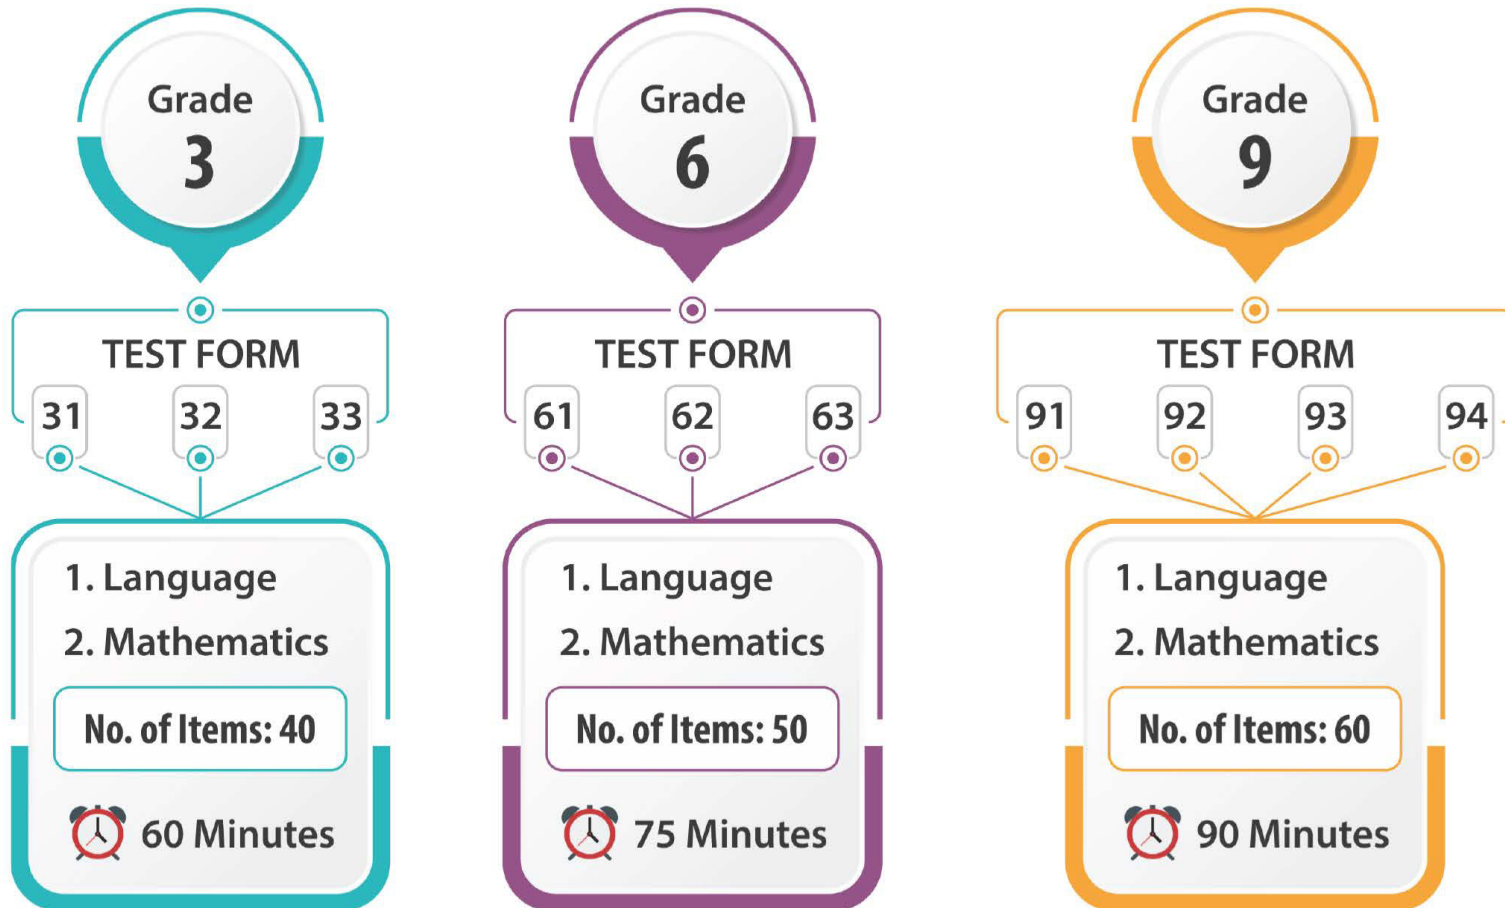 Grade
3
TEST FORM
31 32 33
1. Language
2. Mathematics
No. of Items: 40
60 Minutes
Grade
6
TEST FORM
61 62 63
1. Language
2. Mathematics
No. of Items: 50
75 Minutes
Grade
9
TEST FORM
91 92 93 94
1. Language
2. Mathematics
No. of Items: 60
90 Minutes